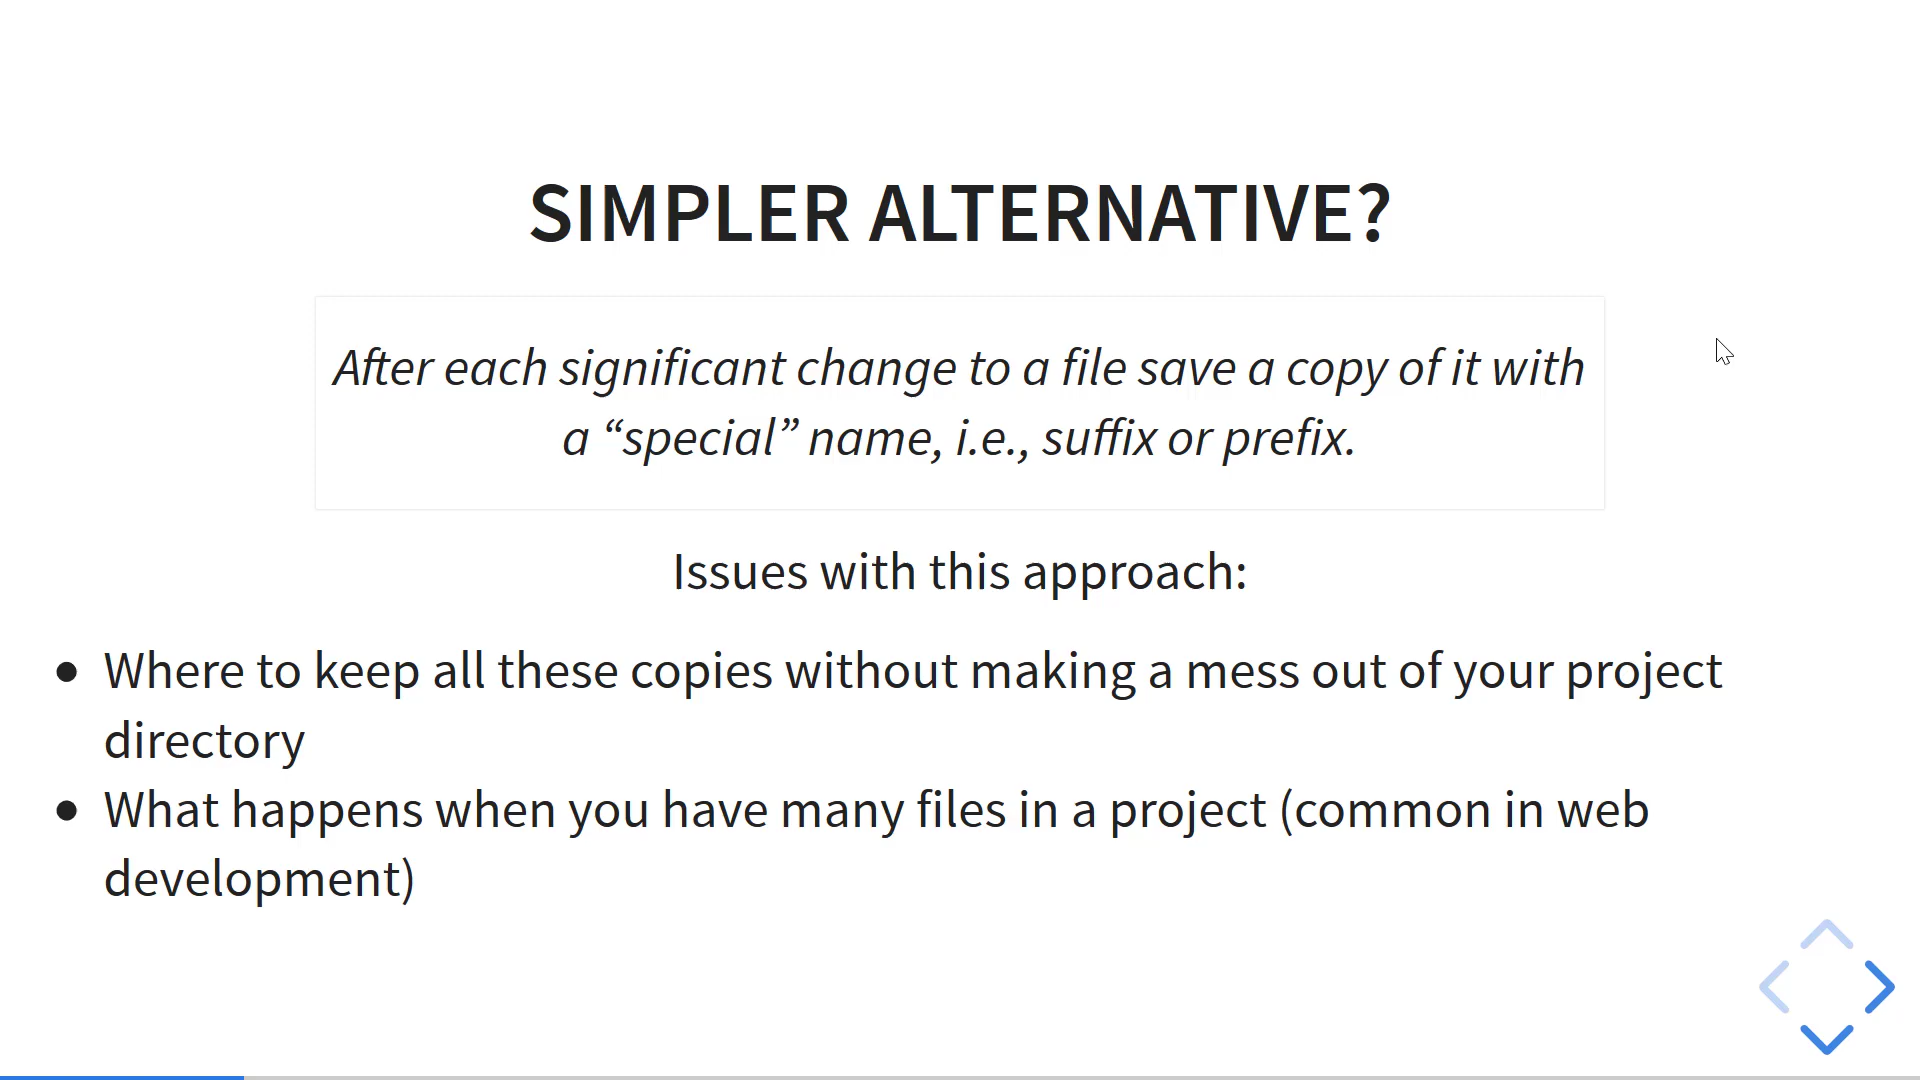 SIMPLER ALTERNATIVE?
After each significant change to a file save a copy of it with
a “special” name, i.e., suffix or prefix.
Issues with this approach:
• Where to keep all these copies without making a mess out of your project
directory
• What happens when you have many files in a project (common in web
development)